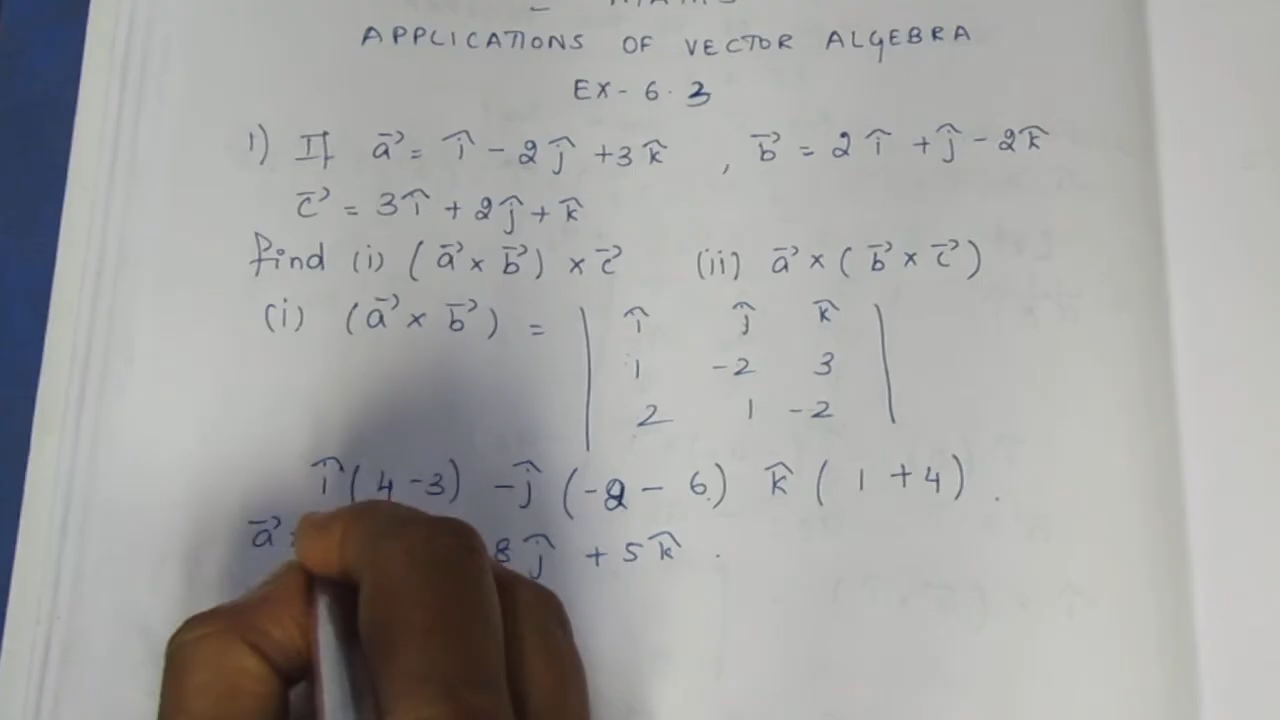 APPLICATIONS OF VECTOR ALGEBRA
EX- 6.3
1) If a⃗ = î - 2ĵ + 3k̂ , b⃗ = 2î + ĵ - 2k̂
c⃗ = 3î + 2ĵ + k̂
find (i) (a⃗ × b⃗) × c⃗ (ii) a⃗ × (b⃗ × c⃗)
(i) (a⃗ × b⃗) = | î ĵ k̂ |
1 -2 3
2 1 -2
î(4-3) -ĵ(-2 - 6) k̂(1+4).
a⃗ 8ĵ + 5k̂.